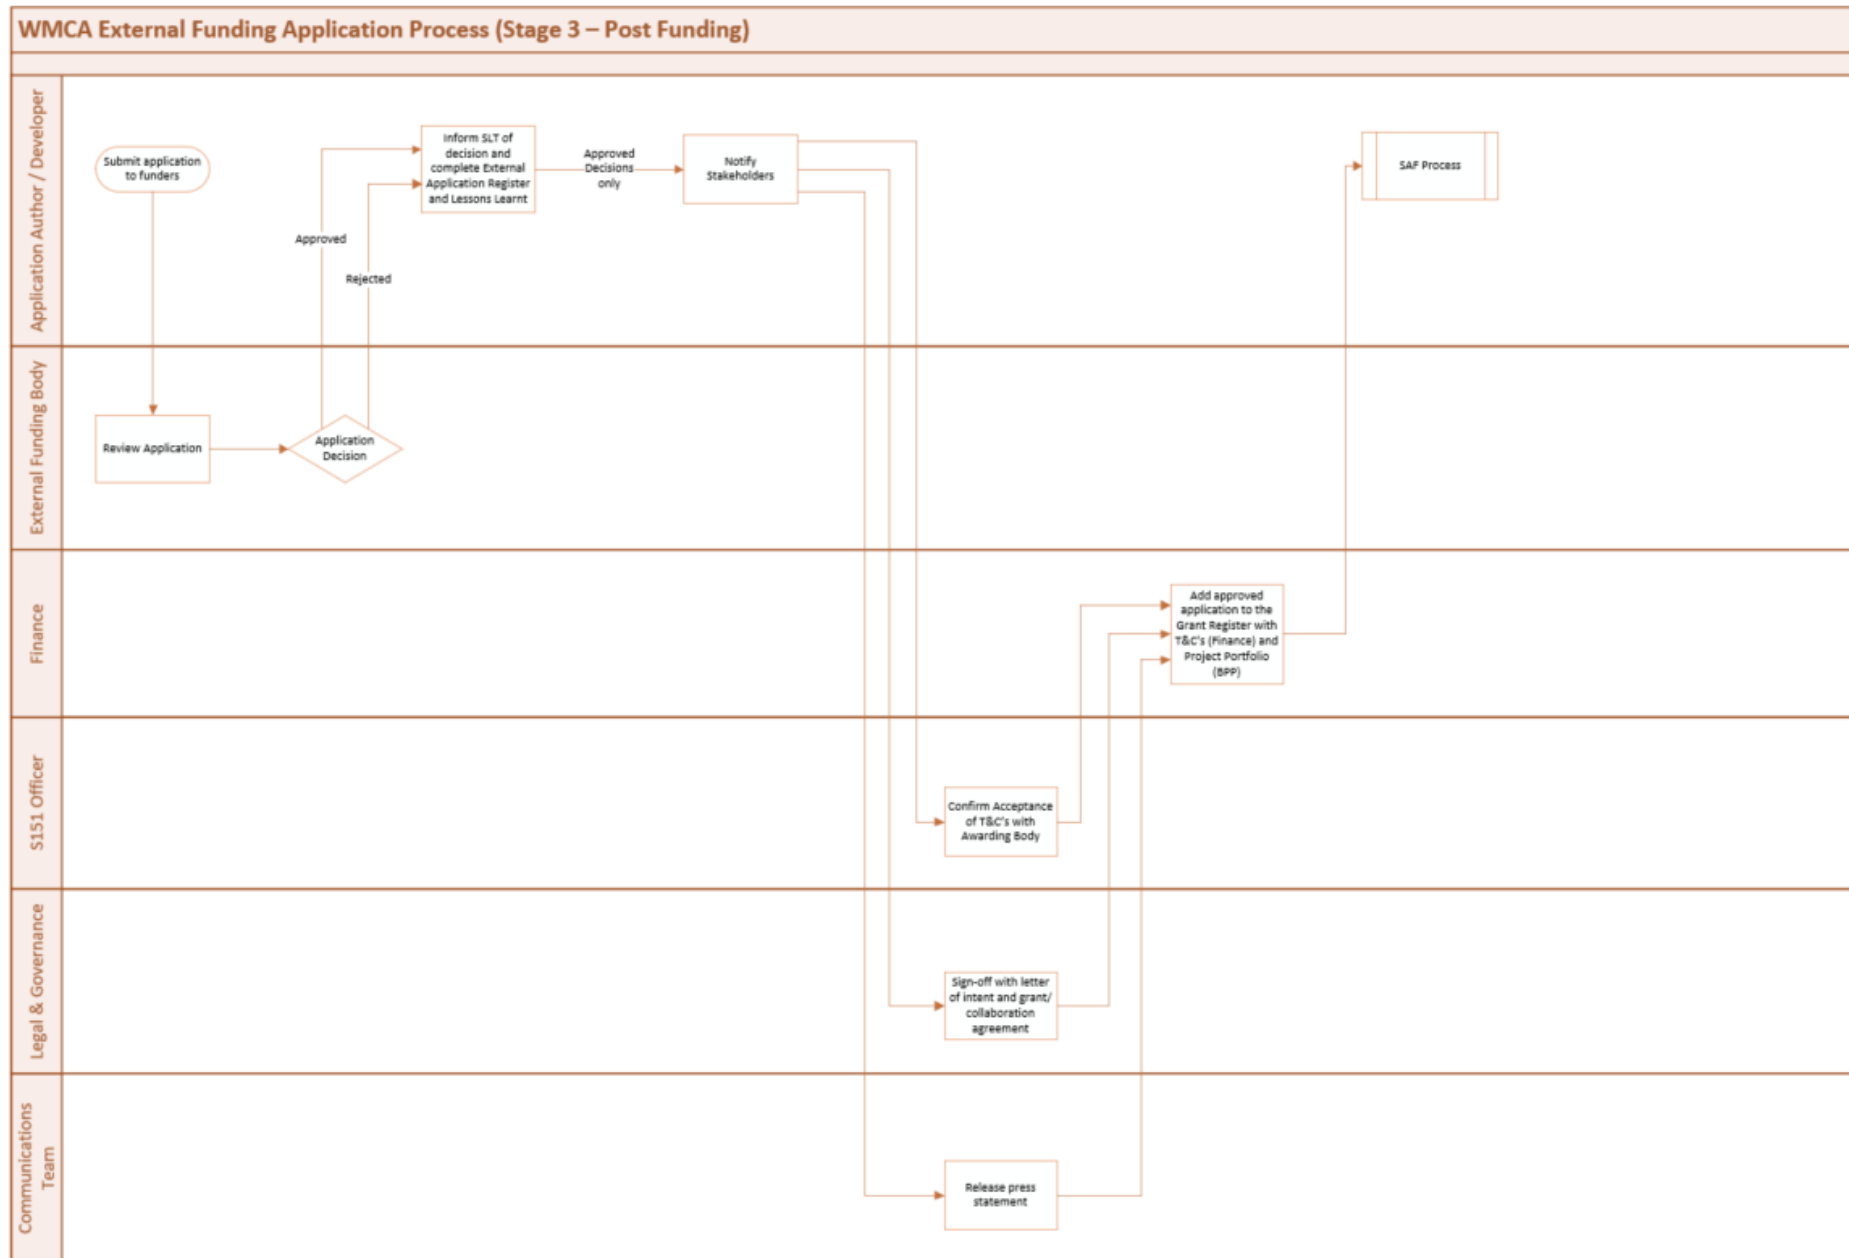 WMCA External Funding Application Process (Stage 3 – Post Funding)
Application Author / Developer
Submit application
to funders
Inform SLT of
decision and
complete External
Application Register
and Lessons Learnt
Approved
Decisions
only
Notify
Stakeholders
SAF Process
Approved
Rejected
External Funding Body
Review Application
Application
Decision
Finance
Add approved
application to the
Grant Register with
T&C's (Finance) and
Project Portfolio
(BPP)
S151 Officer
Confirm Acceptance
of T&C's with
Awarding Body
Legal & Governance
Sign-off with letter
of intent and grant/
collaboration
agreement
Communications
Team
Release press
statement